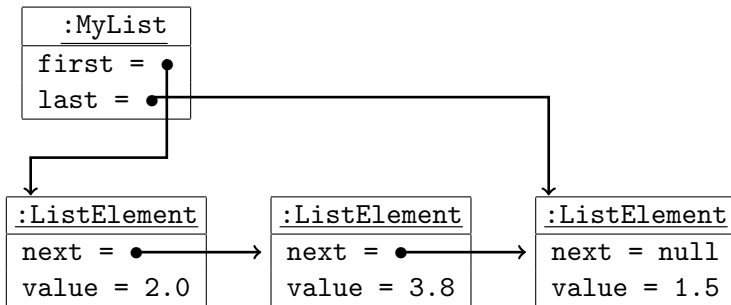 :MyList
first =
last =
:ListElement
next =
value = 2.0
:ListElement
next =
value = 3.8
:ListElement
next = null
value = 1.5